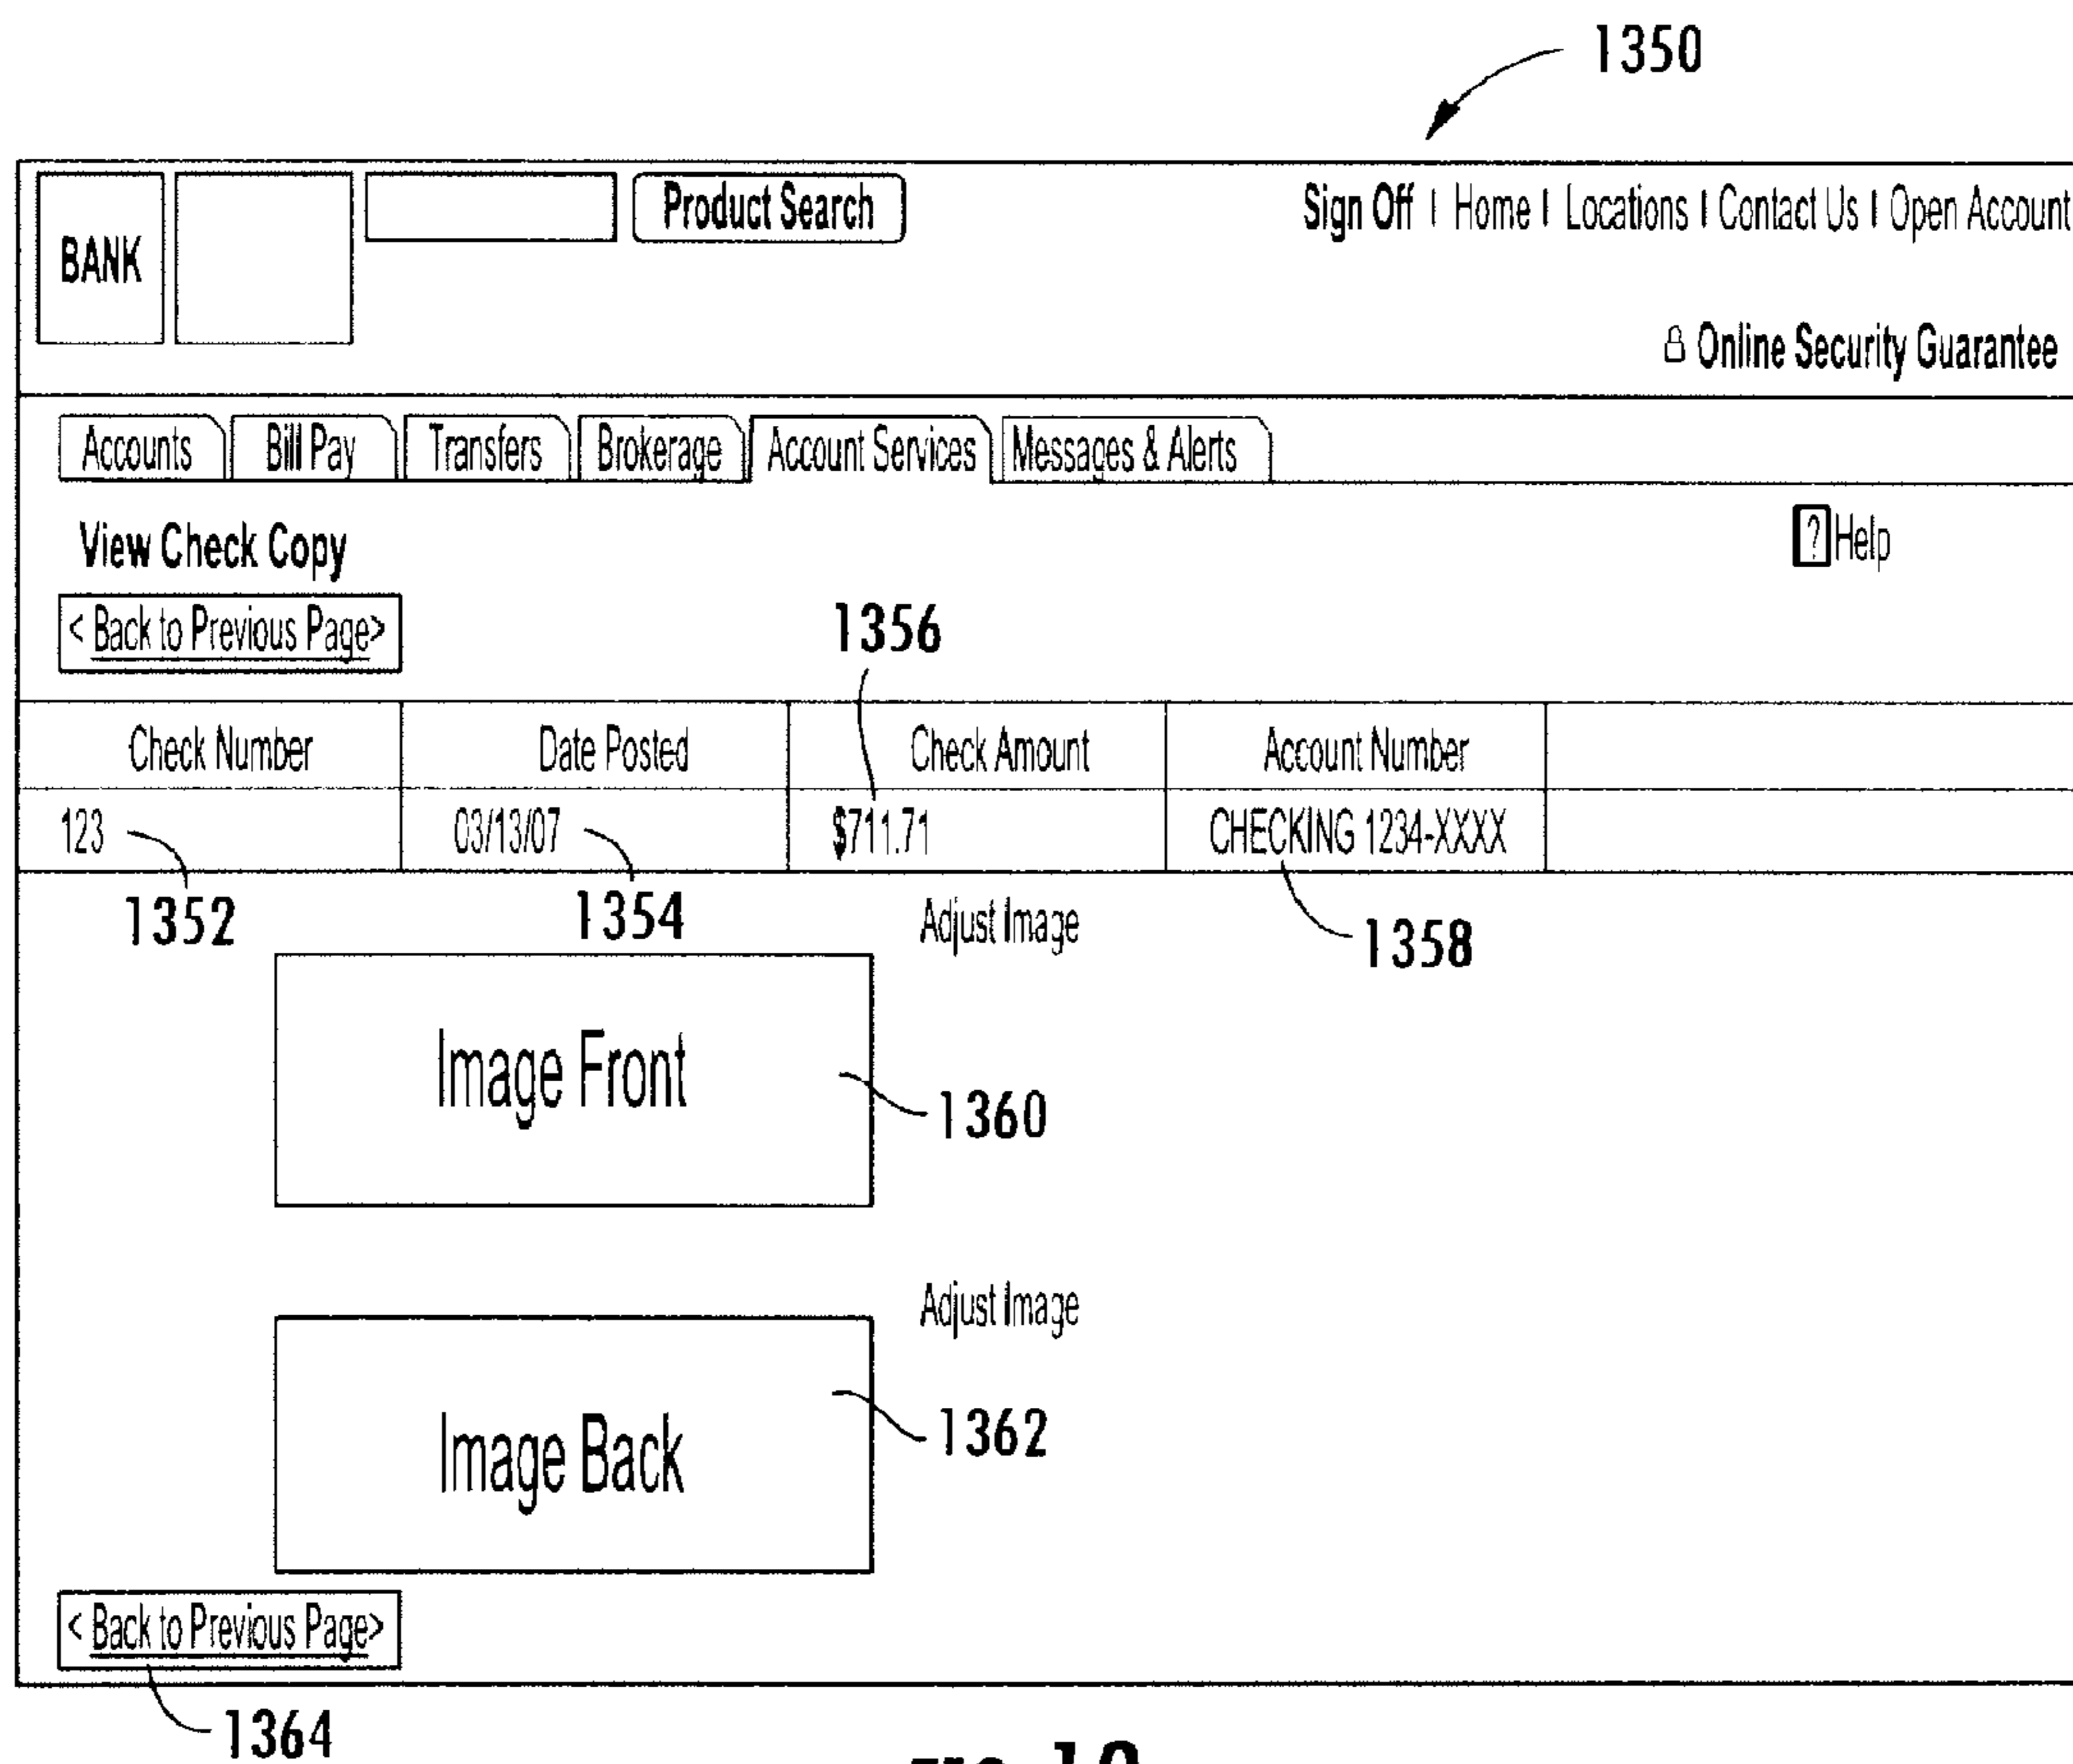 1350
BANK
Product Search
Sign Off | Home | Locations | Contact Us | Open Account
Online Security Guarantee
Accounts
Bill Pay
Transfers
Brokerage
Account Services
Messages & Alerts
View Check Copy
? Help
< Back to Previous Page>
1356
Check Number
Date Posted
Check Amount
Account Number
123
03/13/07
$711.71
CHECKING 1234-XXXX
1352
1354
Adjust Image
1358
Image Front
1360
Adjust Image
Image Back
1362
< Back to Previous Page>
1364